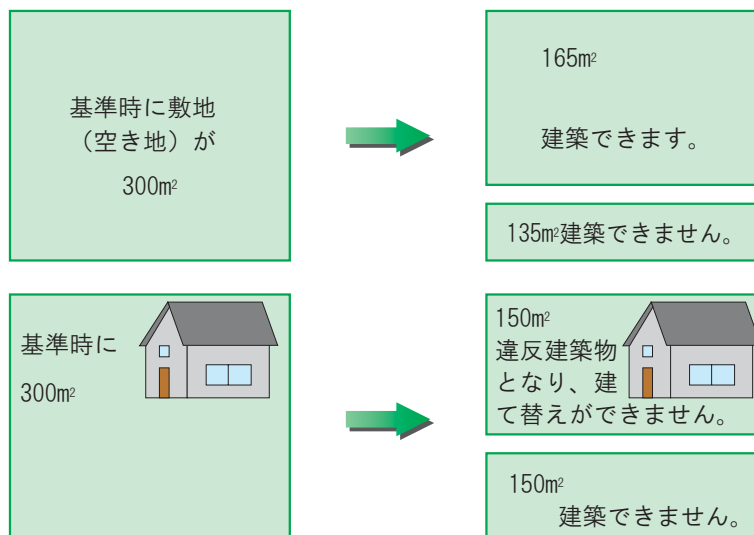 基準時に敷地
（空き地）が
300m²
165m²
建築できます。
135m²建築できません。
基準時に
300m²
150m²
違反建築物
となり、建
て替えができません。
150m²
建築できません。